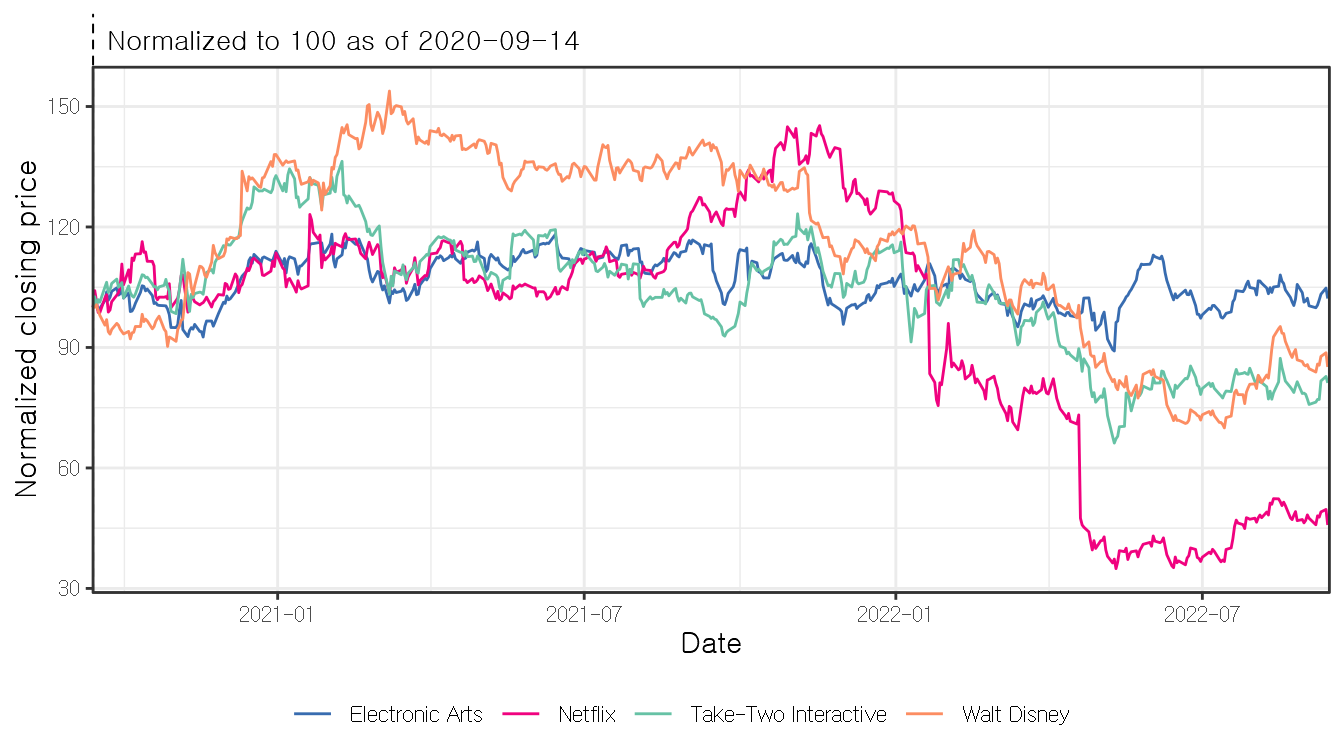 Normalized to 100 as of 2020-09-14
Normalized closing price
150
120
90
60
30
2021-01
2021-07
2022-01
2022-07
Date
Electronic Arts
Netflix
Take-Two Interactive
Walt Disney